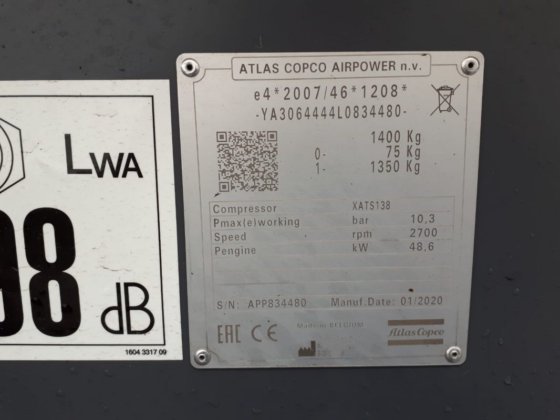 LWA
98
dB
1604 3317 09
ATLAS COPCO AIRPOWER n.v.
e4*2007/46*1208*
-YA3064444L0834480-
1400 Kg
0- 75 Kg
1- 1350 Kg
Compressor XATS138
Pmax(e)working bar 10,3
Speed rpm 2700
Pengine kW 48,6
S/N: APP834480 Manuf.Date: 01/2020
EAC CE Made in BELGIUM
Atlas Copco